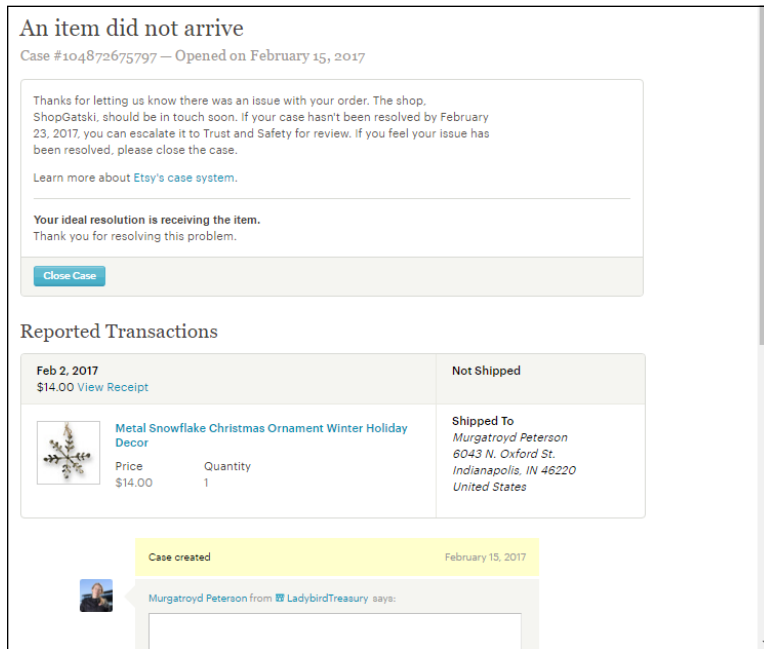 An item did not arrive
Case #104872675797 — Opened on February 15, 2017
Thanks for letting us know there was an issue with your order. The shop,
ShopGatski, should be in touch soon. If your case hasn't been resolved by February
23, 2017, you can escalate it to Trust and Safety for review. If you feel your issue has
been resolved, please close the case.
Learn more about Etsy's case system.
Your ideal resolution is receiving the item.
Thank you for resolving this problem.
Close Case
Reported Transactions
Feb 2, 2017
$14.00 View Receipt
Not Shipped
Metal Snowflake Christmas Ornament Winter Holiday
Decor
Price Quantity
$14.00 1
Shipped To
Murgatroyd Peterson
6043 N. Oxford St.
Indianapolis, IN 46220
United States
Case created February 15, 2017
Murgatroyd Peterson from LadybirdTreasury says: